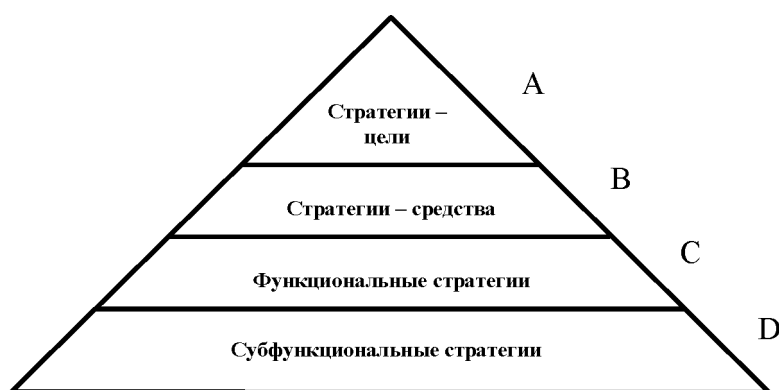 A
Стратегии –
цели
B
Стратегии – средства
C
Функциональные стратегии
D
Субфункциональные стратегии